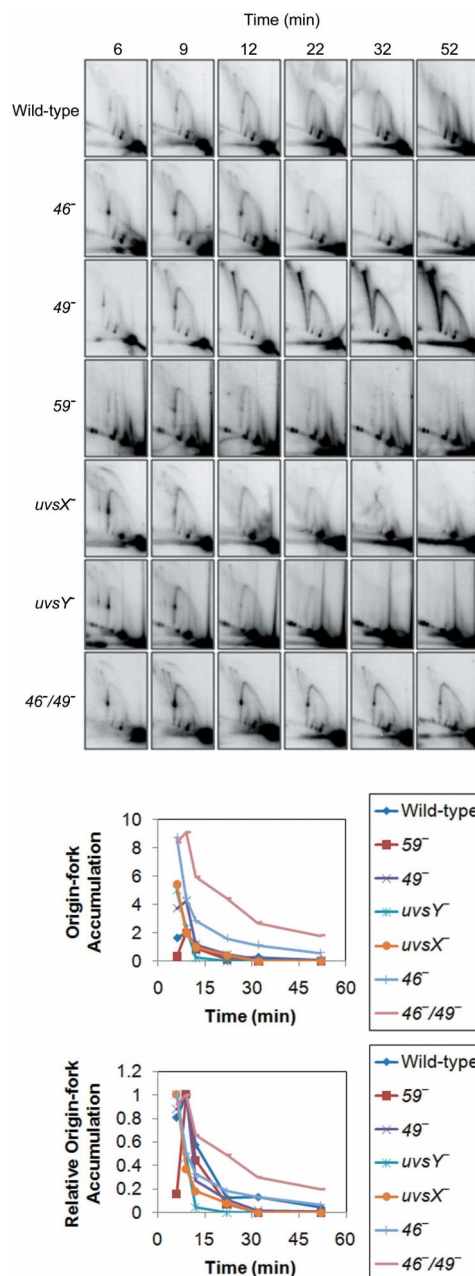 Time (min)
6 9 12 22 32 52
Wild-type
46⁻
49⁻
59⁻
uvsX⁻
uvsY⁻
46⁻/49⁻
Origin-fork
Accumulation
10
8
6
4
2
0
0 15 30 45 60
Time (min)
Wild-type
59⁻
49⁻
uvsY⁻
uvsX⁻
46⁻
46⁻/49⁻
Relative Origin-fork
Accumulation
1.2
1
0.8
0.6
0.4
0.2
0
0 15 30 45 60
Time (min)
Wild-type
59⁻
49⁻
uvsY⁻
uvsX⁻
46⁻
46⁻/49⁻